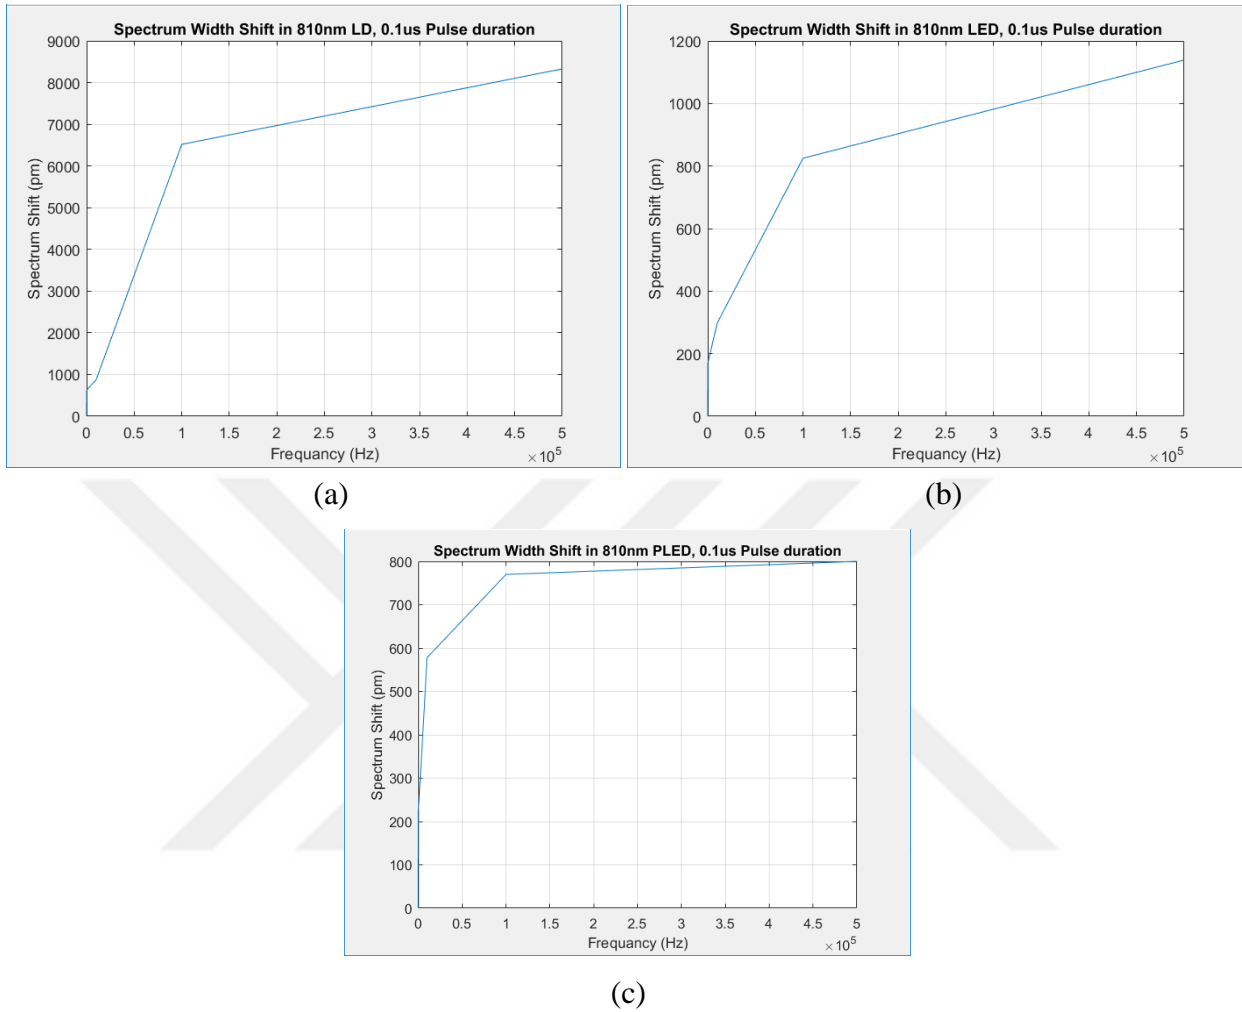 Spectrum Width Shift in 810nm LD, 0.1us Pulse duration
9000
8000
7000
6000
5000
4000
3000
2000
1000
0
Spectrum Shift (pm)
0 0.5 1 1.5 2 2.5 3 3.5 4 4.5 5
Frequancy (Hz)
×10⁵
(a)
Spectrum Width Shift in 810nm LED, 0.1us Pulse duration
1200
1000
800
600
400
200
0
Spectrum Shift (pm)
0 0.5 1 1.5 2 2.5 3 3.5 4 4.5 5
Frequancy (Hz)
×10⁵
(b)
Spectrum Width Shift in 810nm PLED, 0.1us Pulse duration
800
700
600
500
400
300
200
100
0
Spectrum Shift (pm)
0 0.5 1 1.5 2 2.5 3 3.5 4 4.5 5
Frequancy (Hz)
×10⁵
(c)